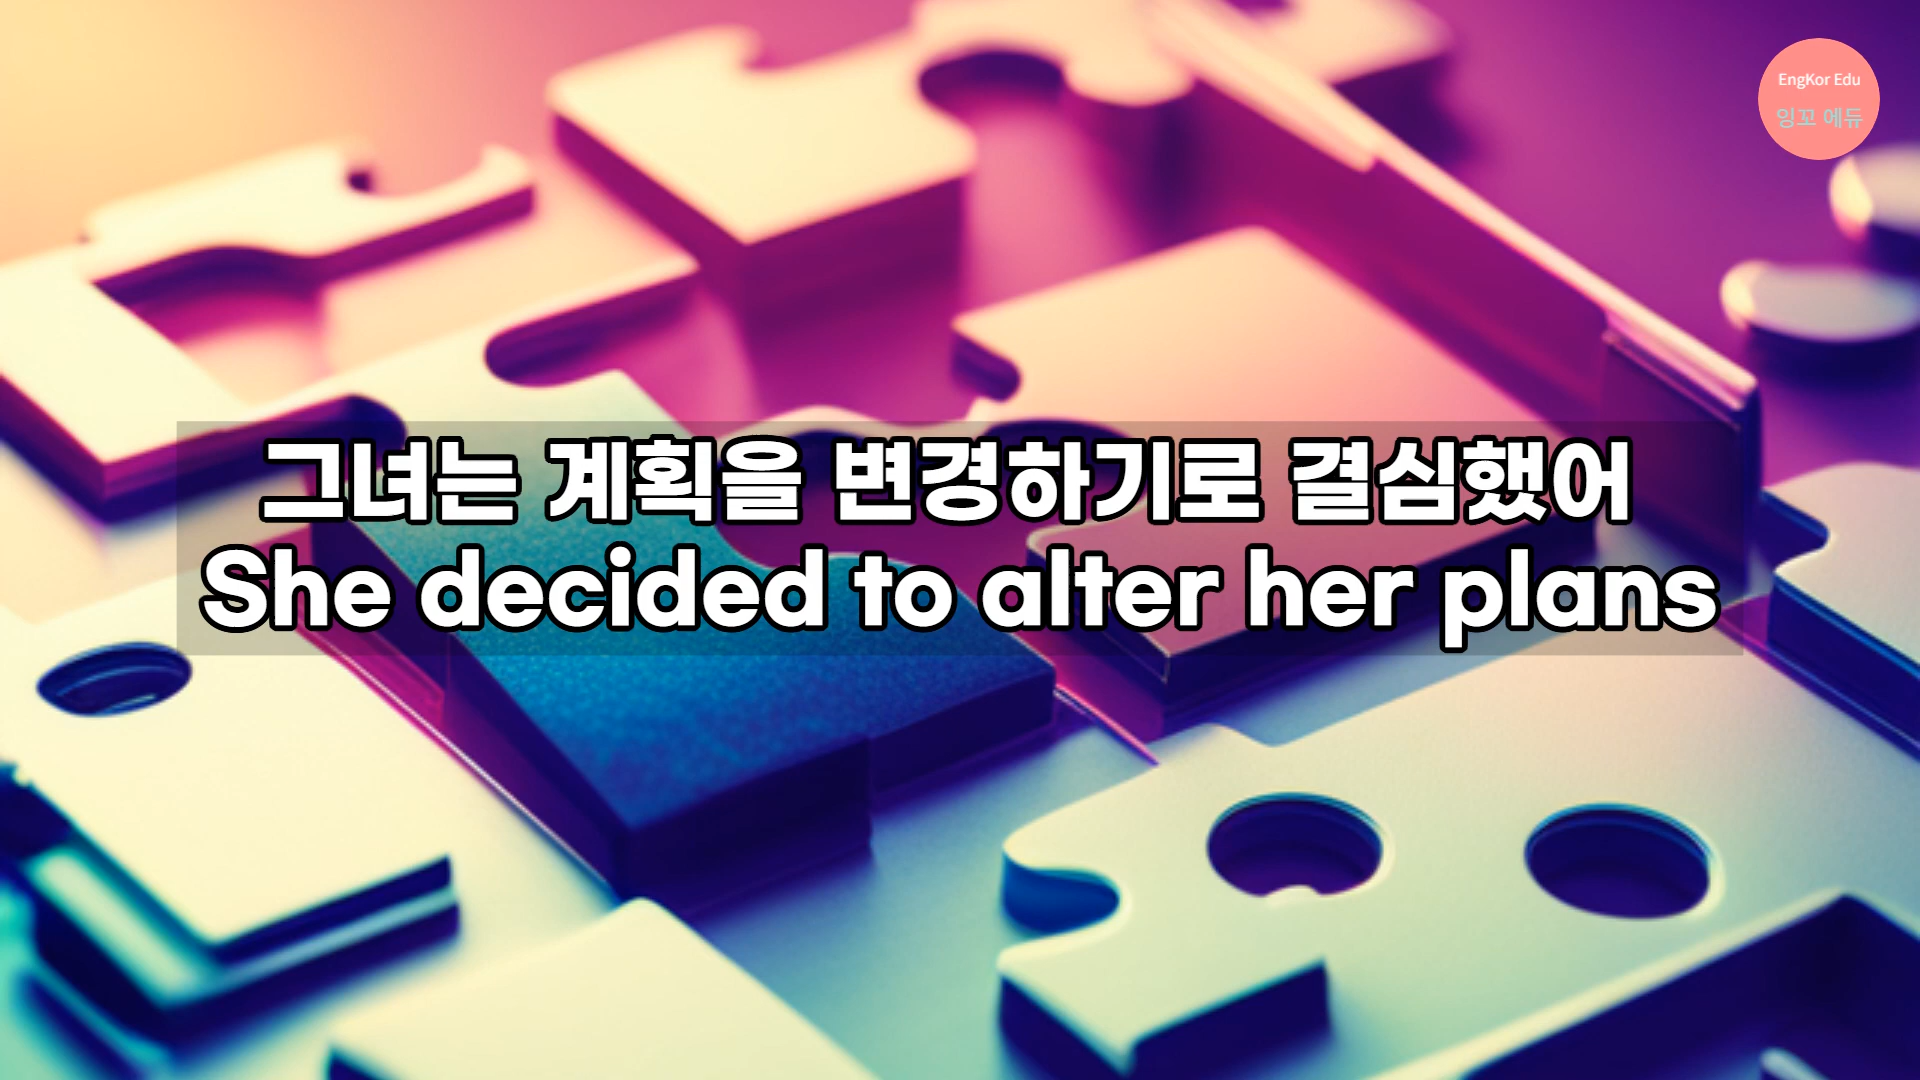 EngKor Edu
잉꼬 에듀
그녀는 계획을 변경하기로 결심했어
She decided to alter her plans